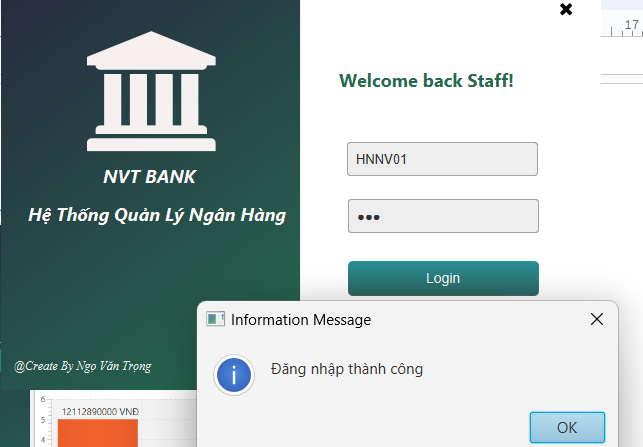 17
Welcome back Staff!
HNNV01
NVT BANK
Hệ Thống Quản Lý Ngân Hàng
Login
Information Message
Đăng nhập thành công
@Create By Ngo Văn Trọng
OK
6
12112890000 VNĐ
5
4